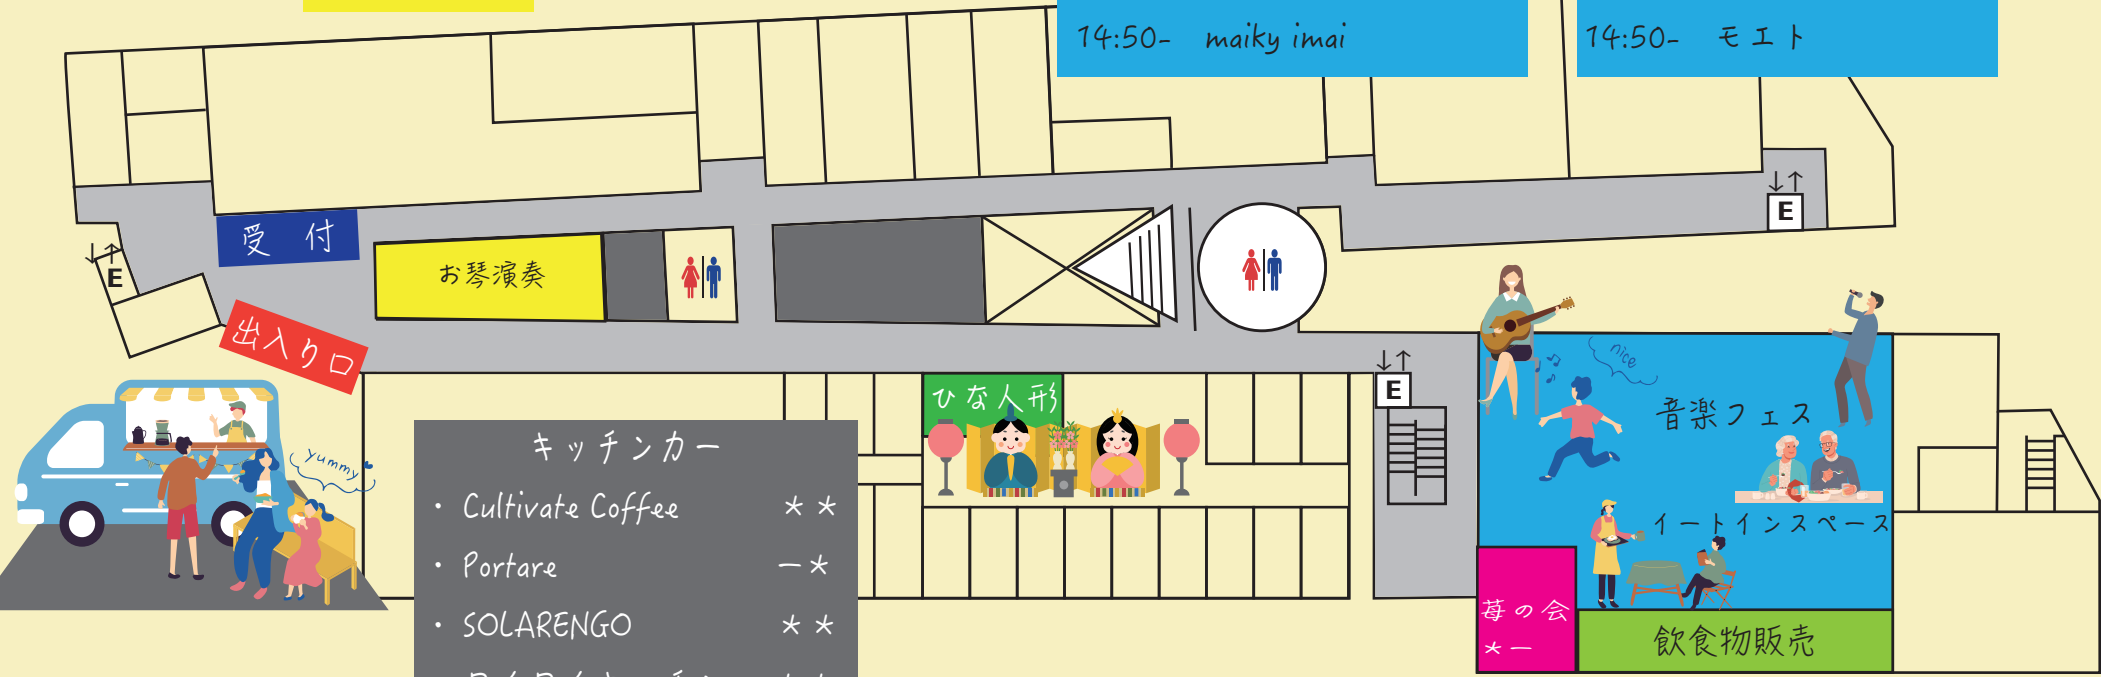 14:50-　maiky imai
14:50-　モエト
受　付
E
お琴演奏
E
出入り口
ひな人形
E
nice
音楽フェス
yummy
キッチンカー
・Cultivate Coffee　＊＊
・Portare　ー＊
・SOLARENGO　＊＊
イートインスペース
苺の会
＊ー
飲食物販売